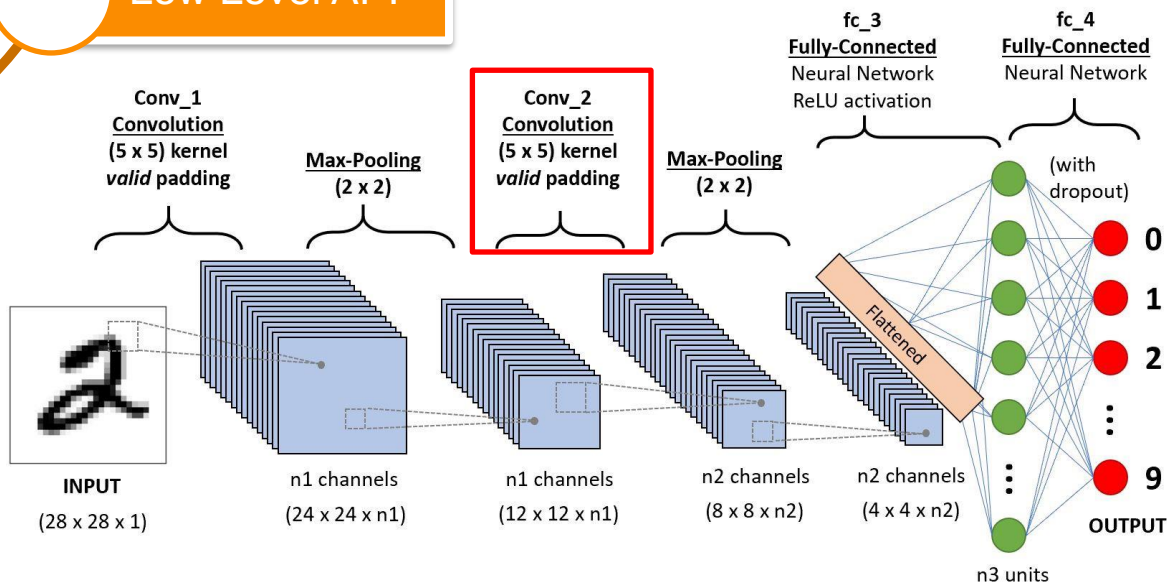 Low-Level API
Conv_1
Convolution
(5 x 5) kernel
valid padding
Max-Pooling
(2 x 2)
Conv_2
Convolution
(5 x 5) kernel
valid padding
Max-Pooling
(2 x 2)
fc_3
Fully-Connected
Neural Network
ReLU activation
fc_4
Fully-Connected
Neural Network
(with
dropout)
Flattened
0
1
2
9
OUTPUT
INPUT
(28 x 28 x 1)
n1 channels
(24 x 24 x n1)
n1 channels
(12 x 12 x n1)
n2 channels
(8 x 8 x n2)
n2 channels
(4 x 4 x n2)
n3 units